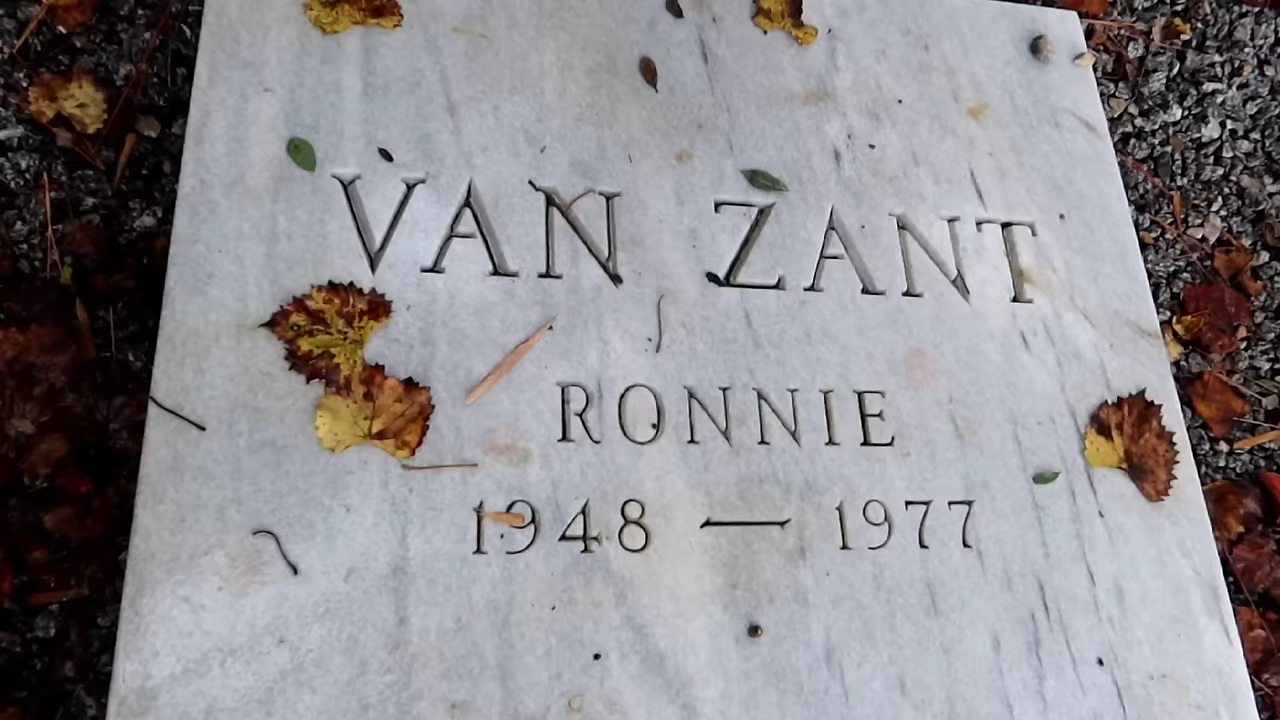 VAN ZANT
RONNIE
1948 — 1977